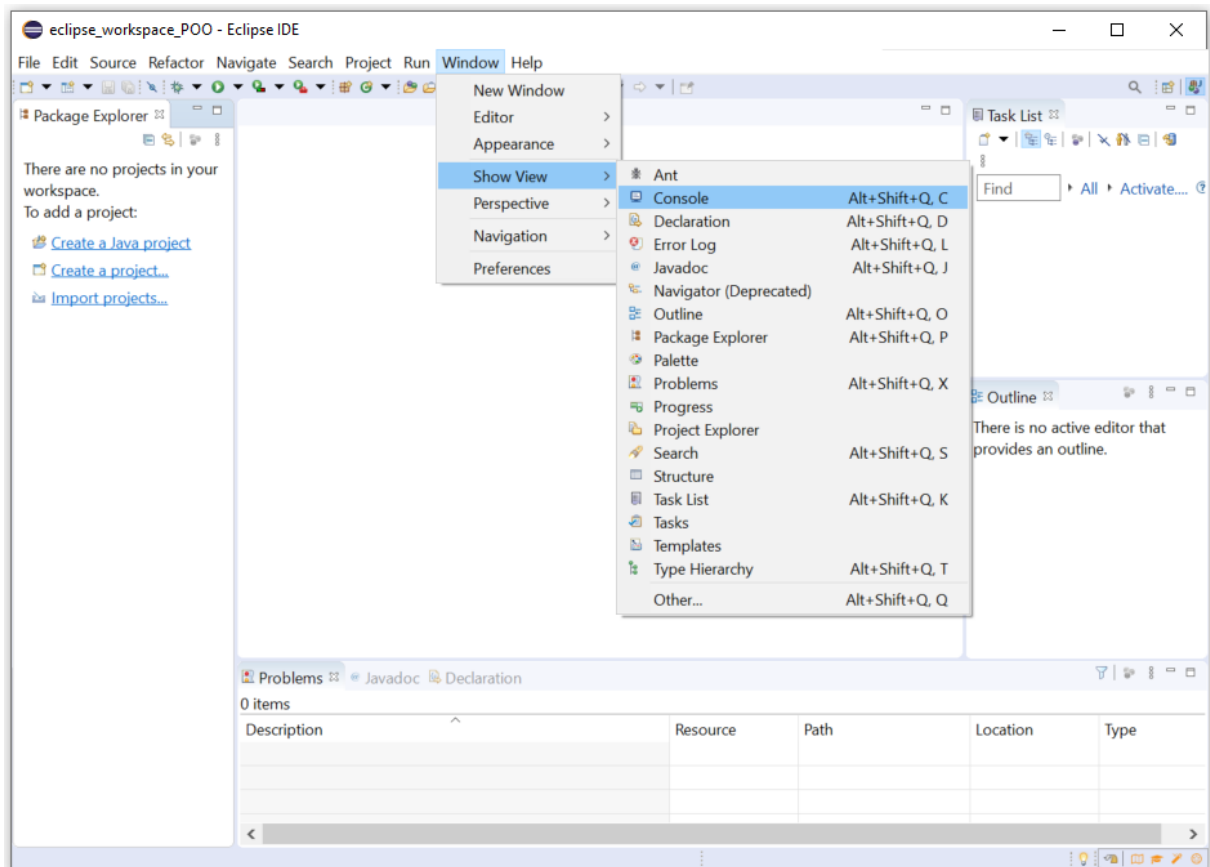 eclipse_workspace_POO - Eclipse IDE
File Edit Source Refactor Navigate Search Project Run Window Help
Package Explorer
There are no projects in your
workspace.
To add a project:
Create a Java project
Create a project...
Import projects...
New Window
Editor
Appearance
Show View
Perspective
Navigation
Preferences
Ant
Console Alt+Shift+Q, C
Declaration Alt+Shift+Q, D
Error Log Alt+Shift+Q, L
Javadoc Alt+Shift+Q, J
Navigator (Deprecated)
Outline Alt+Shift+Q, O
Package Explorer Alt+Shift+Q, P
Palette
Problems Alt+Shift+Q, X
Progress
Project Explorer
Search Alt+Shift+Q, S
Structure
Task List Alt+Shift+Q, K
Tasks
Templates
Type Hierarchy Alt+Shift+Q, T
Other... Alt+Shift+Q, Q
Task List
Find All Activate....
Outline
There is no active editor that
provides an outline.
Problems Javadoc Declaration
0 items
Description Resource Path Location Type